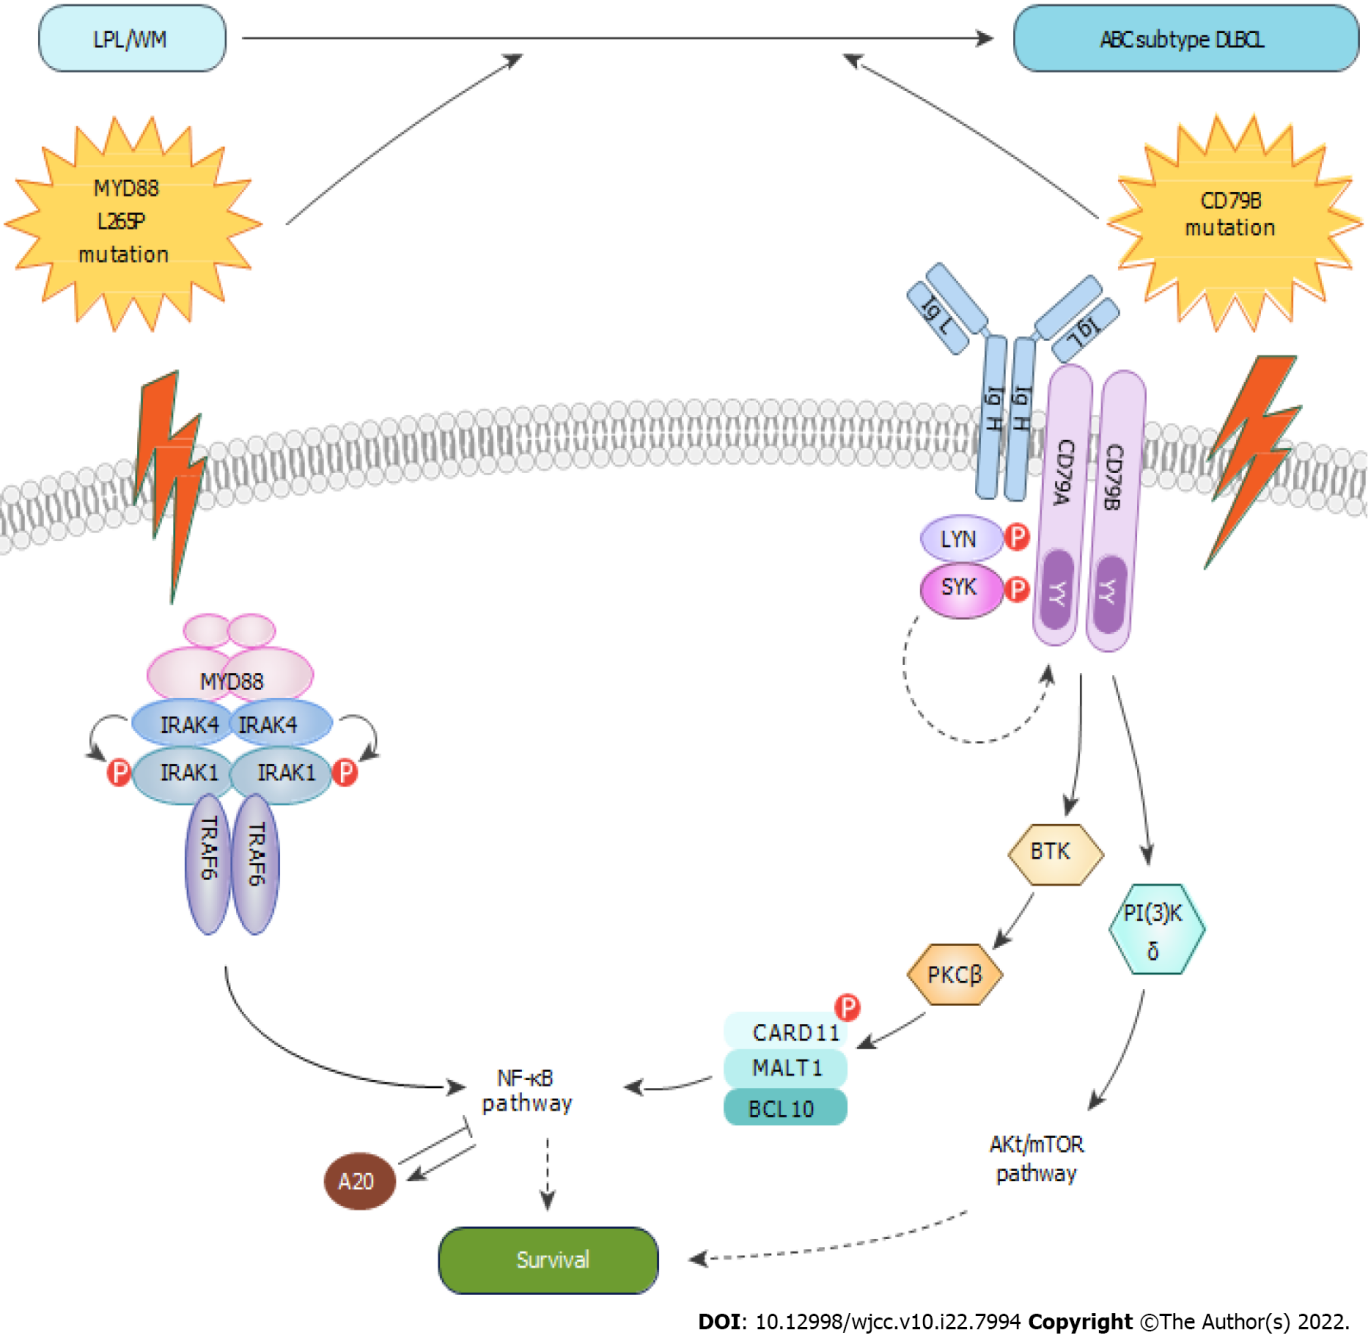 LPL/WM
ABC subtype DLBCL
MYD88
L265P
mutation
CD79B
mutation
Ig L
Ig L
Ig H
Ig H
CD79A
CD79B
LYN
P
SYK
P
YY
YY
MYD88
IRAK4
IRAK4
P
IRAK1
IRAK1
P
TRAF6
TRAF6
BTK
PI(3)K
δ
PKCβ
P
CARD11
MALT1
BCL10
NF-κB
pathway
AKt/mTOR
pathway
A20
Survival
DOI: 10.12998/wjcc.v10.i22.7994 Copyright ©The Author(s) 2022.